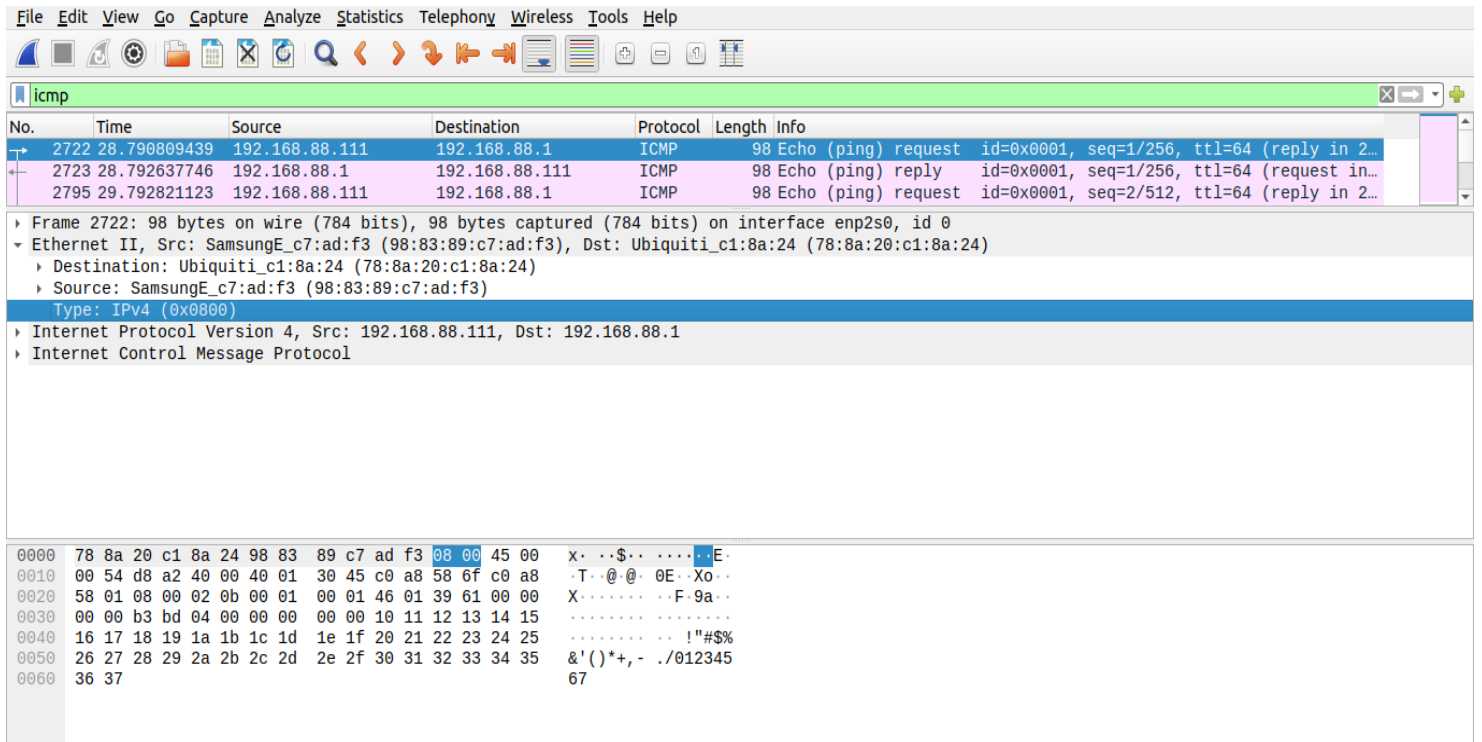 File Edit View Go Capture Analyze Statistics Telephony Wireless Tools Help
icmp
No. Time Source Destination Protocol Length Info
2722 28.790809439 192.168.88.111 192.168.88.1 ICMP 98 Echo (ping) request id=0x0001, seq=1/256, ttl=64 (reply in 2…
2723 28.792637746 192.168.88.1 192.168.88.111 ICMP 98 Echo (ping) reply id=0x0001, seq=1/256, ttl=64 (request in…
2795 29.792821123 192.168.88.111 192.168.88.1 ICMP 98 Echo (ping) request id=0x0001, seq=2/512, ttl=64 (reply in 2…
Frame 2722: 98 bytes on wire (784 bits), 98 bytes captured (784 bits) on interface enp2s0, id 0
Ethernet II, Src: SamsungE_c7:ad:f3 (98:83:89:c7:ad:f3), Dst: Ubiquiti_c1:8a:24 (78:8a:20:c1:8a:24)
Destination: Ubiquiti_c1:8a:24 (78:8a:20:c1:8a:24)
Source: SamsungE_c7:ad:f3 (98:83:89:c7:ad:f3)
Type: IPv4 (0x0800)
Internet Protocol Version 4, Src: 192.168.88.111, Dst: 192.168.88.1
Internet Control Message Protocol
0000 78 8a 20 c1 8a 24 98 83 89 c7 ad f3 08 00 45 00 x· ··$·· ······E·
0010 00 54 d8 a2 40 00 40 01 30 45 c0 a8 58 6f c0 a8 ·T··@·@· 0E··Xo··
0020 58 01 08 00 02 0b 00 01 00 01 46 01 39 61 00 00 X······· ··F·9a··
0030 00 00 b3 bd 04 00 00 00 00 00 10 11 12 13 14 15 ········ ········
0040 16 17 18 19 1a 1b 1c 1d 1e 1f 20 21 22 23 24 25 ········ ·· !"#$%
0050 26 27 28 29 2a 2b 2c 2d 2e 2f 30 31 32 33 34 35 &'()*+,- ./012345
0060 36 37 67